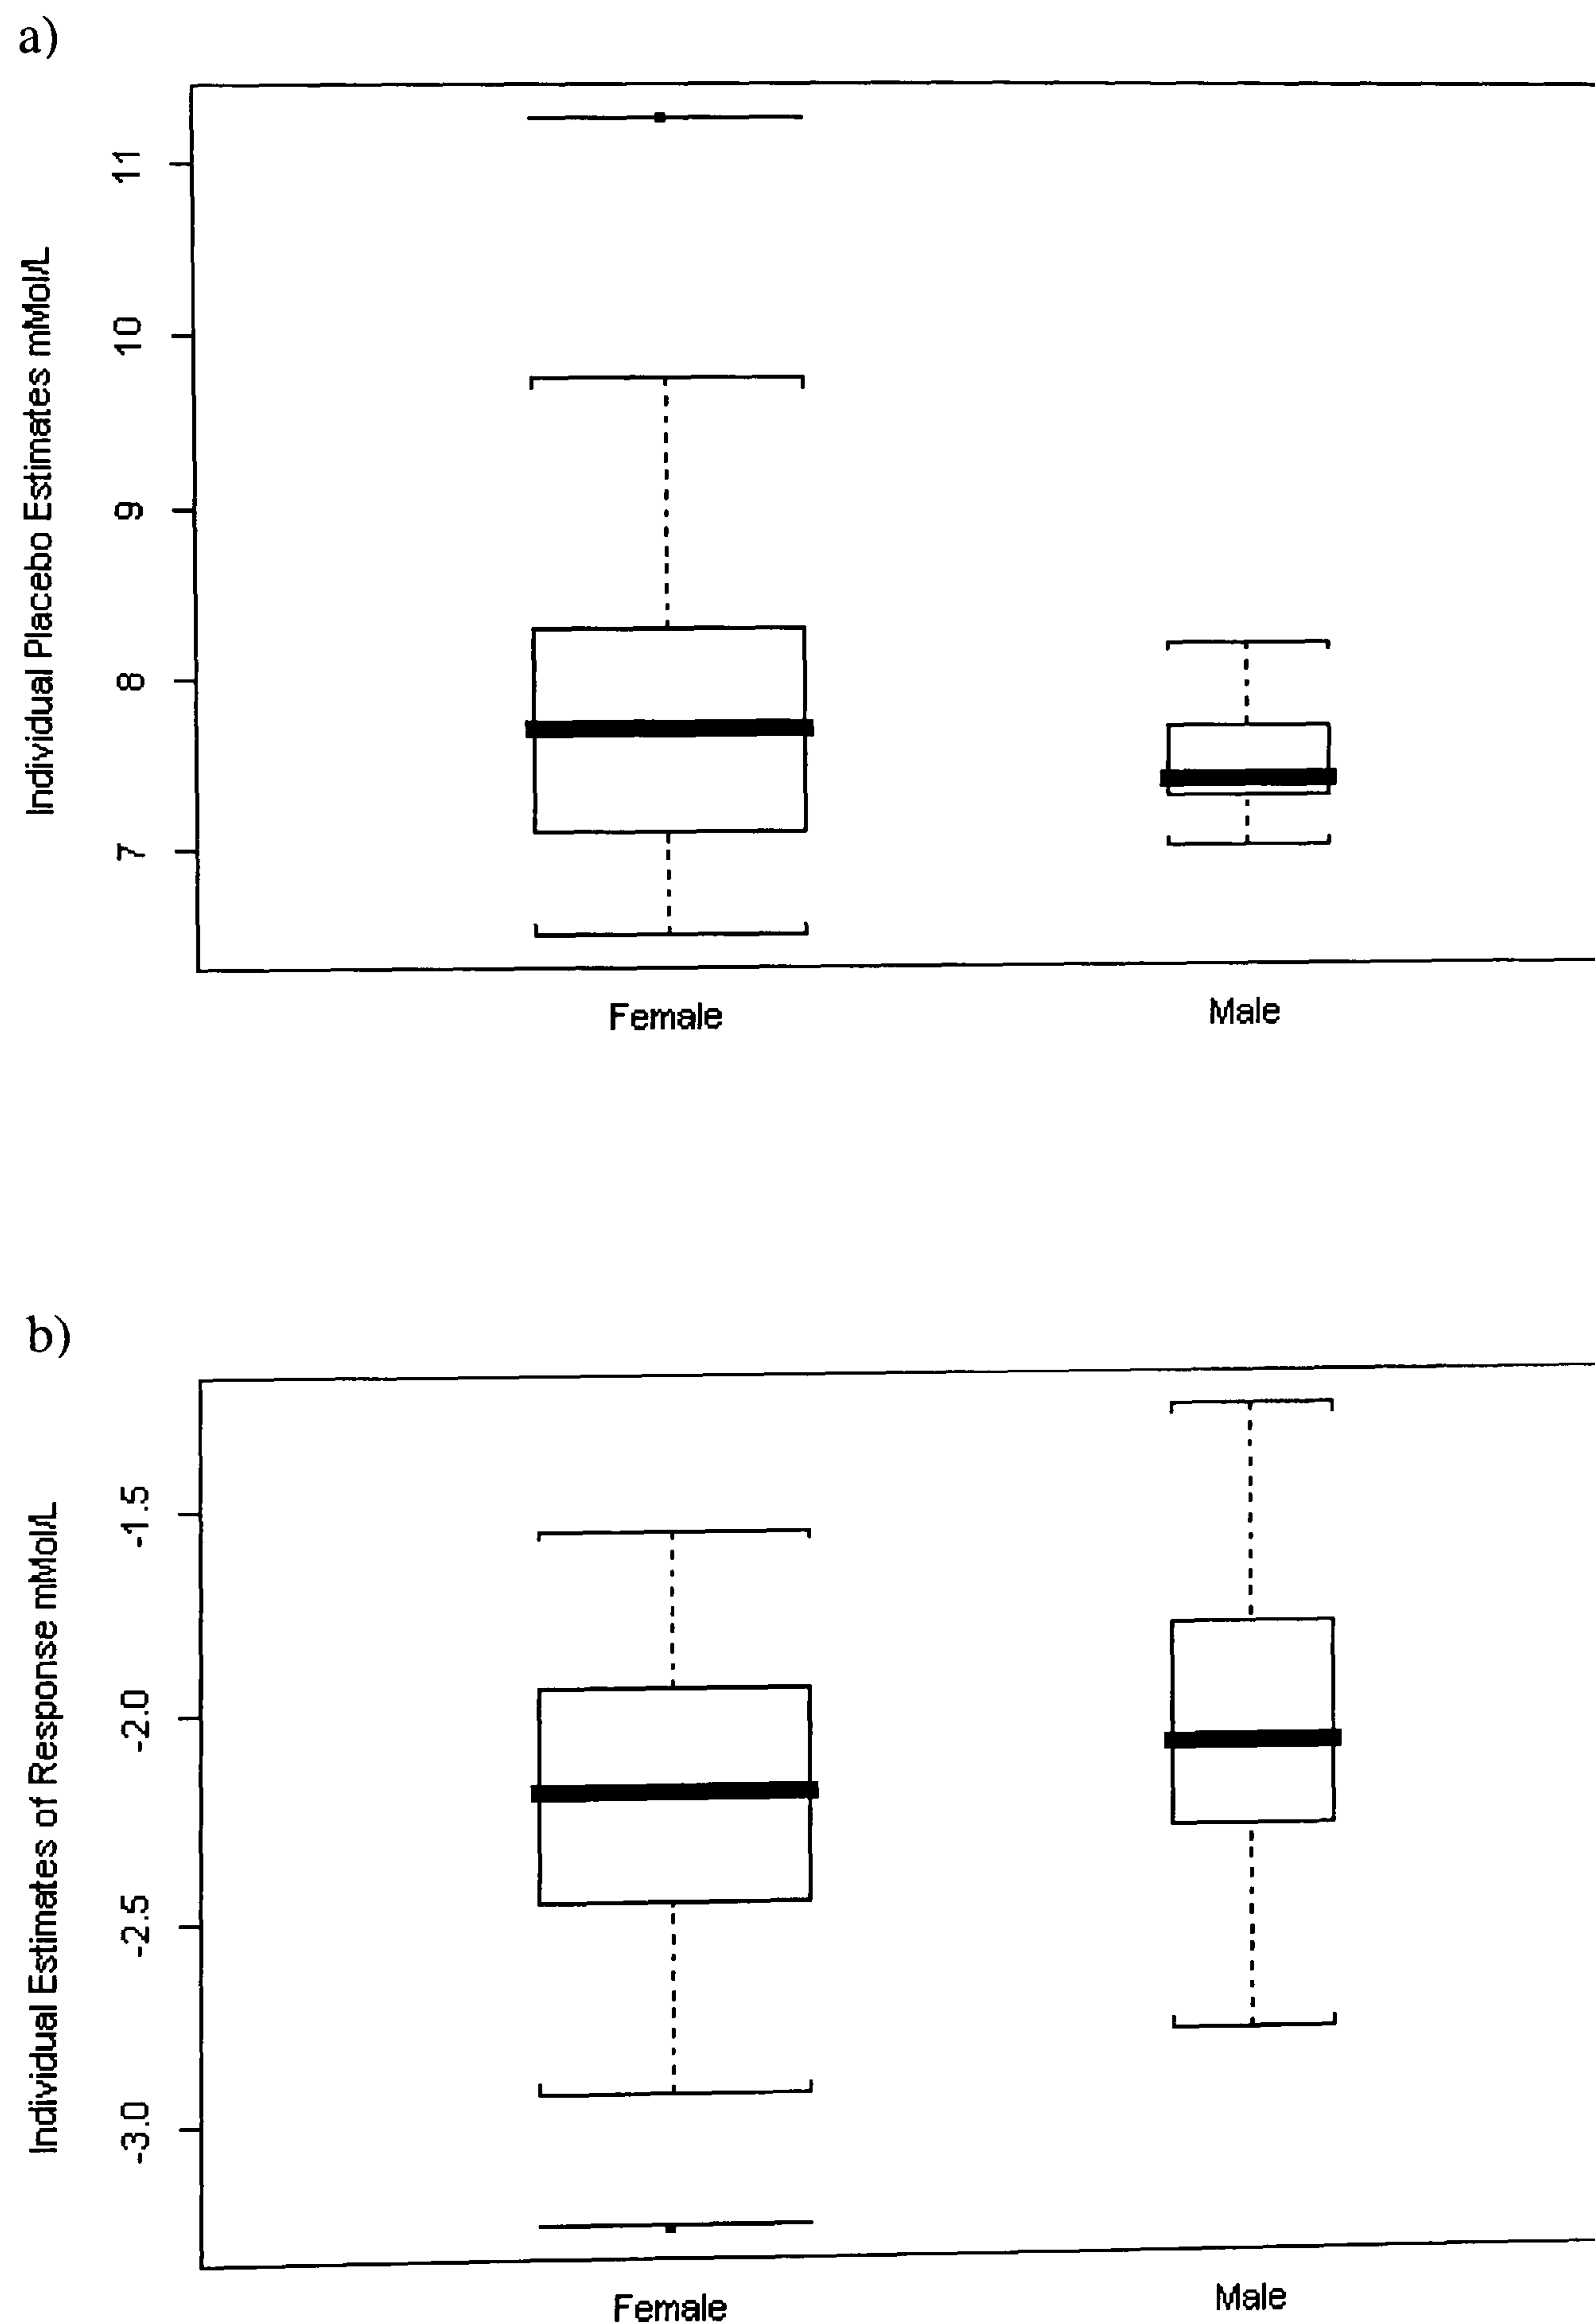 a)
Individual Placebo Estimates mMol/L
11
10
9
8
7
Female
Male
b)
Individual Estimates of Response mMol/L
-1.5
-2.0
-2.5
-3.0
Female
Male